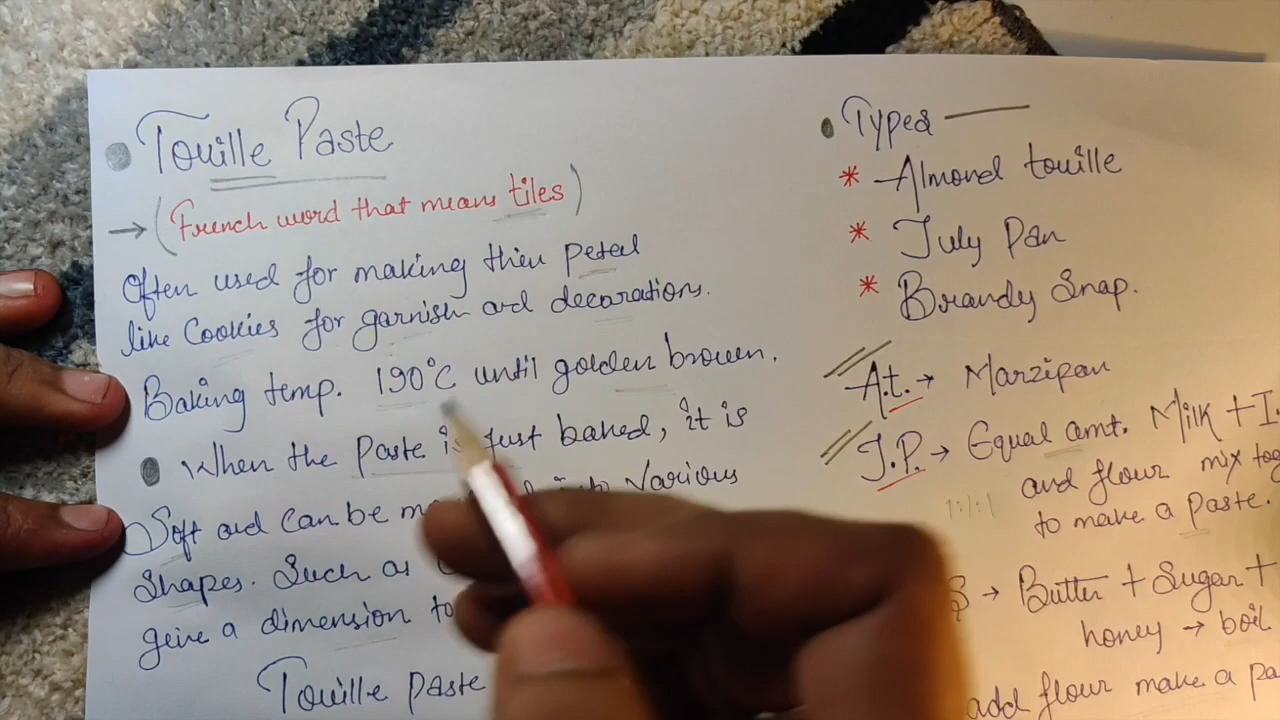 Touille Paste
(French word that means tiles)
Often used for making thin petal
like Cookies for garnish and decorations.
Baking temp. 190°C until golden brown.
When the Paste is just baked, it is
Soft and can be into Various
Shapes. Such as
give a dimension to
Touille paste
Types
* Almond touille
* July Pan
* Brandy Snap.
A.t. → Marzipan
J.P. → Equal amt. Milk + I
and flour mix tog
to make a paste.
1:1:1
→ Butter + Sugar +
honey → boil
add flour make a pa